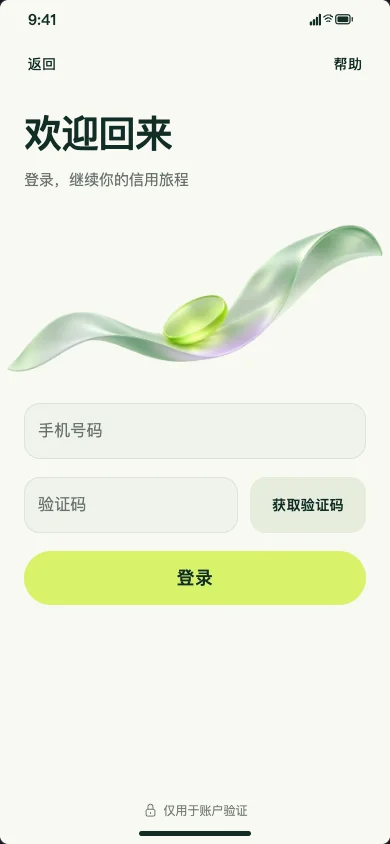 9:41
返回
帮助
欢迎回来
登录，继续你的信用旅程
手机号码
验证码
获取验证码
登录
仅用于账户验证